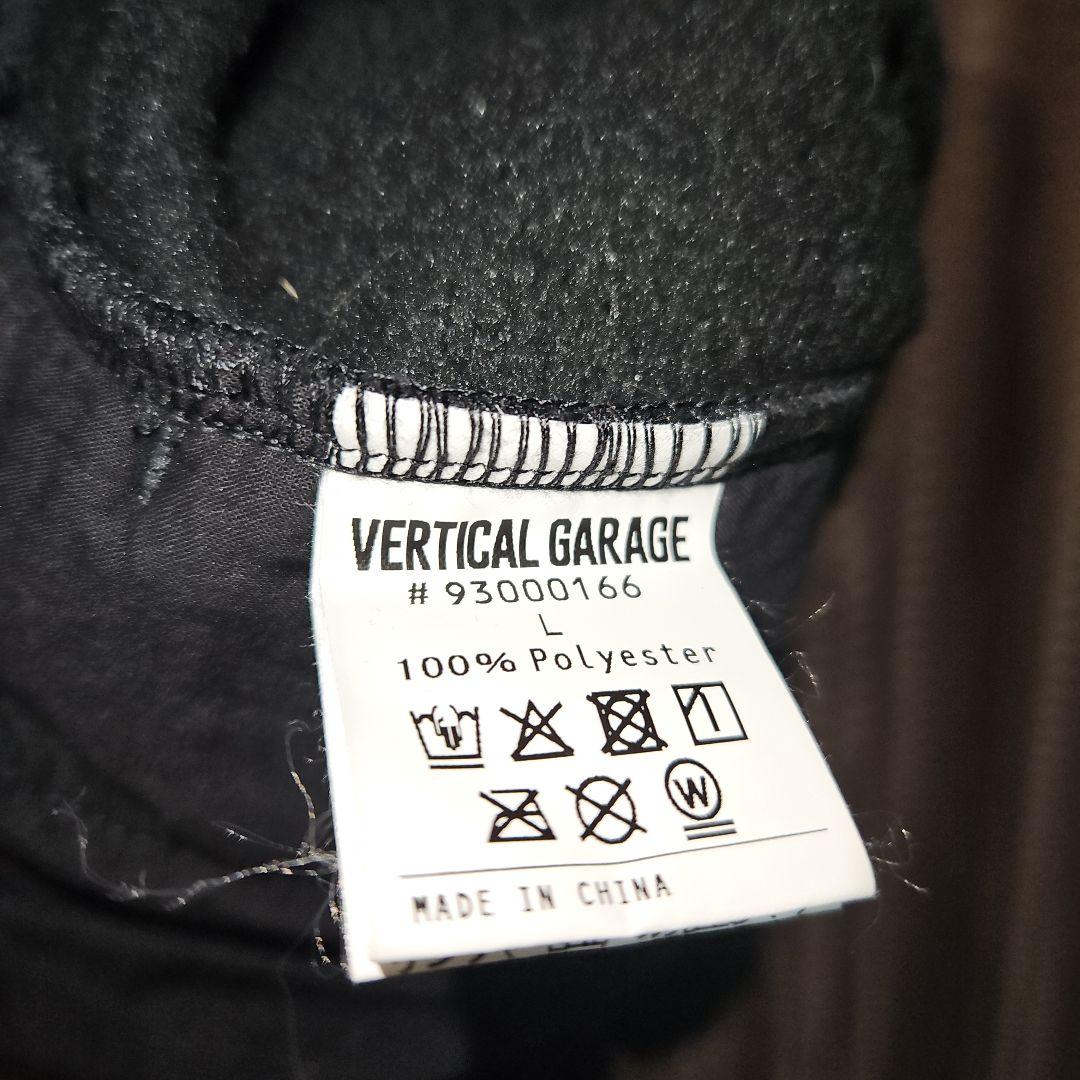 VERTICAL GARAGE
# 93000166
L
100% Polyester
W
MADE IN CHINA